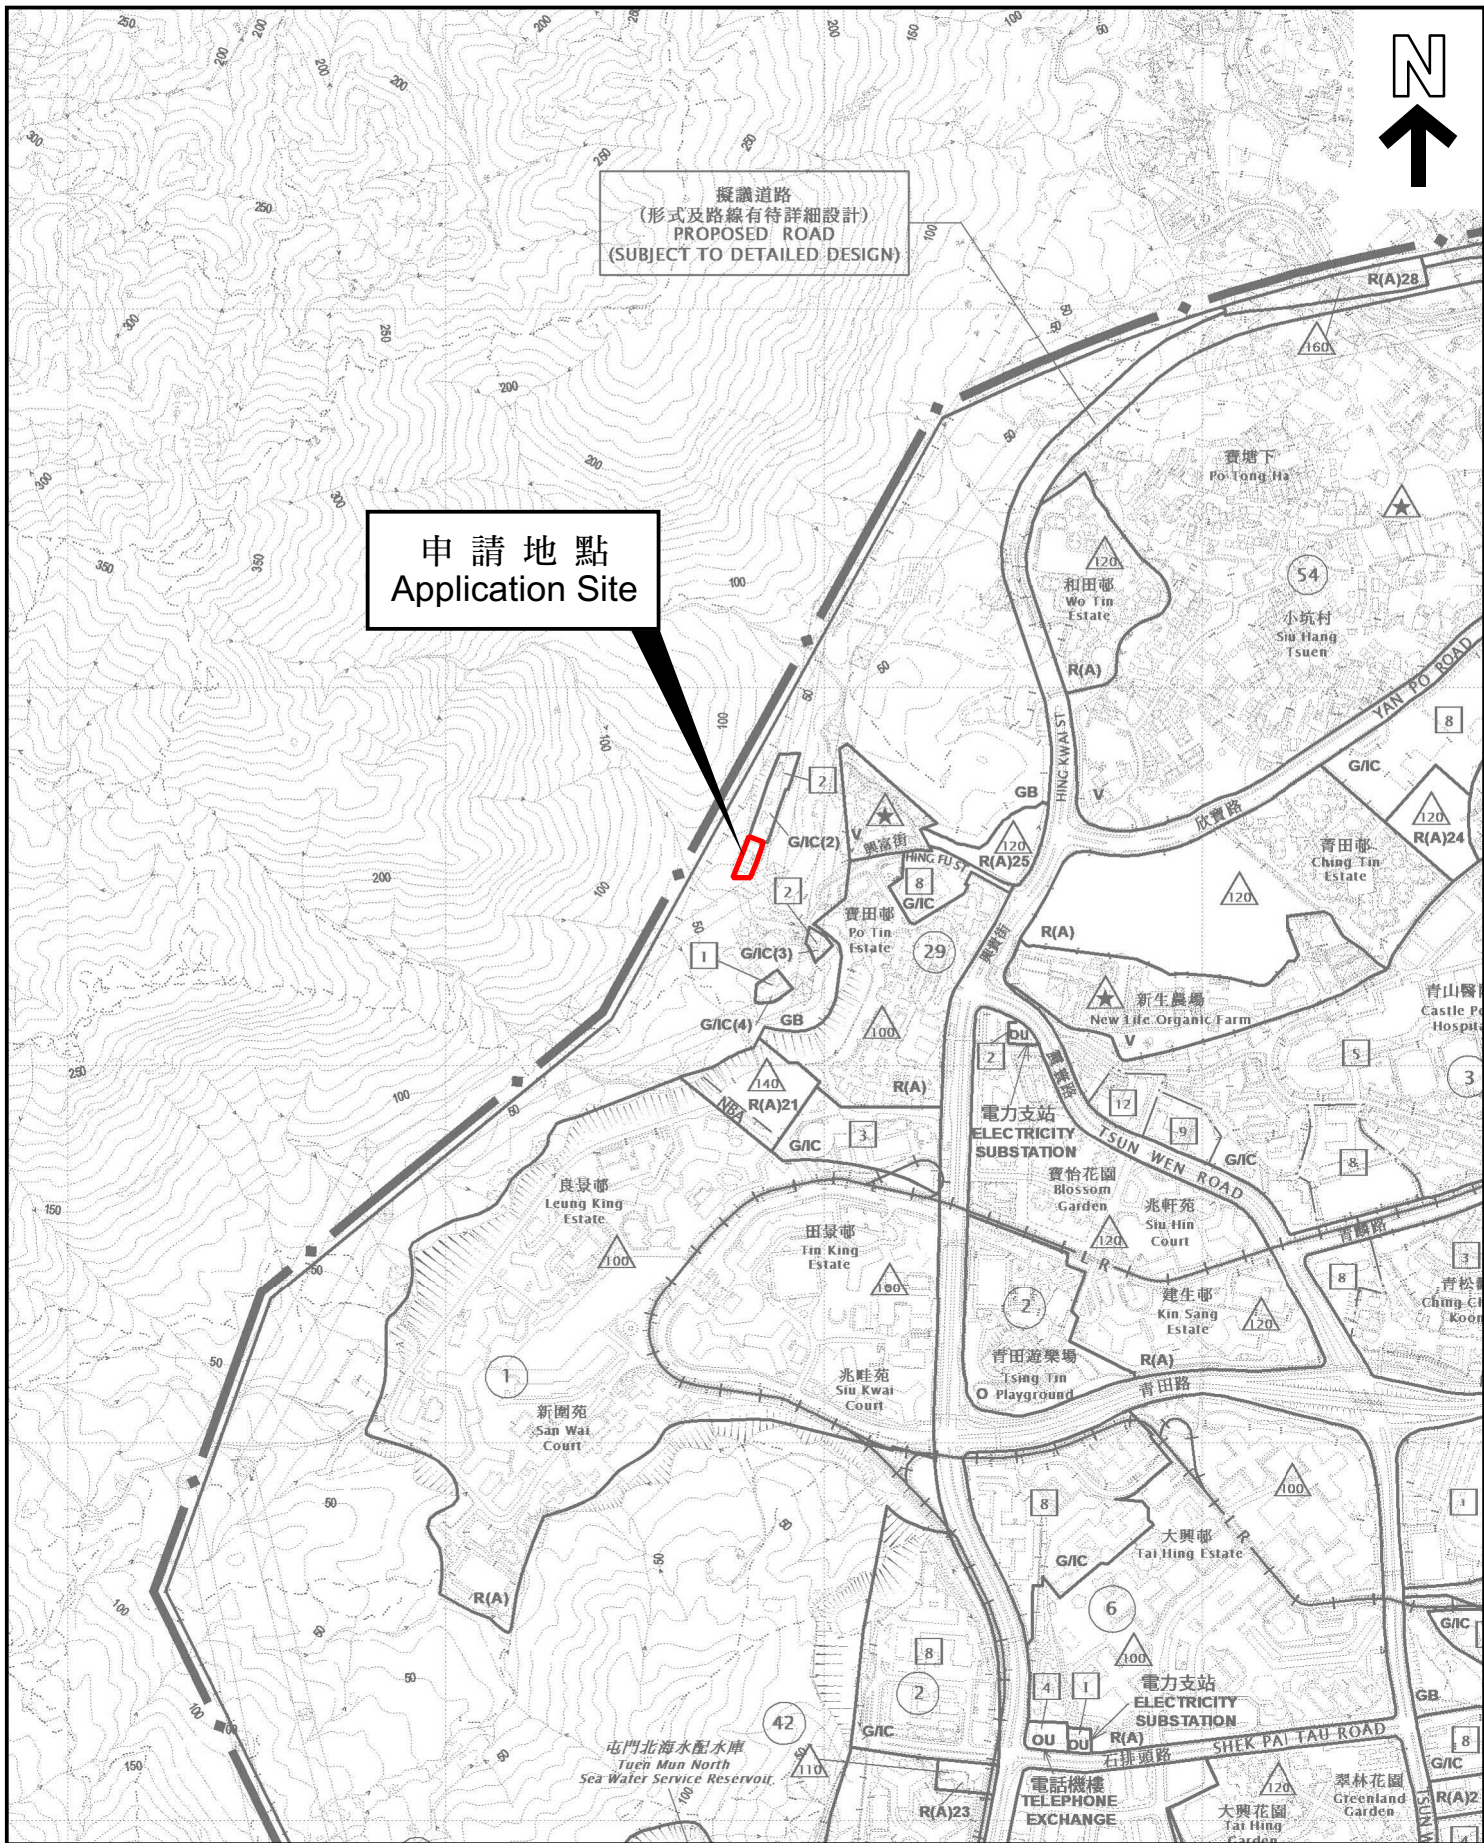 N
擬議道路
(形式及路線有待詳細設計)
PROPOSED ROAD
(SUBJECT TO DETAILED DESIGN)
R(A)28
160
寶塘下
Po Tong Ha
申請地點
Application Site
120
和田邨
Wo Tin
Estate
R(A)
54
小坑村
Siu Hang
Tsuen
YAN PO ROAD
欣寶路
8
G/IC
120
R(A)24
青田邨
Ching Tin
Estate
HING KWAI ST
GB
V
2
G/IC(2)
V
興富街
HING FU ST
120
R(A)25
8
G/IC
2
寶田邨
Po Tin
Estate
29
G/IC(3)
1
G/IC(4)
GB
100
R(A)
120
R(A)
興貴街
新生農場
New Life Organic Farm
V
青山醫
Castle Pe
Hospita
5
3
OU
2
電力支站
ELECTRICITY
SUBSTATION
12
9
TSUN WEN ROAD
G/IC
8
140
R(A)21
NBA
G/IC
3
良景邨
Leung King
Estate
100
田景邨
Tin King
Estate
100
寶怡花園
Blossom
Garden
120
兆軒苑
Siu Hin
Court
L R
青麟路
3
8
青松
Ching C
Koon
建生邨
Kin Sang
Estate
120
2
R(A)
青田遊樂場
Tsing Tin
Playground
O
青田路
兆畦苑
Siu Kwai
Court
1
新圍苑
San Wai
Court
R(A)
8
G/IC
大興邨
Tai Hing Estate
L R
100
1
6
100
G/IC
8
2
G/IC
42
屯門北海水配水庫
Tuen Mun North
Sea Water Service Reservoir
110
R(A)23
4
1
電力支站
ELECTRICITY
SUBSTATION
OU
OU
R(A)
石排頭路
SHEK PAI TAU ROAD
電話機樓
TELEPHONE
EXCHANGE
120
大興花園
Tai Hing
Garden
GB
8
G/IC
翠林花園
Greenland
Garden
R(A)2
TSUN W